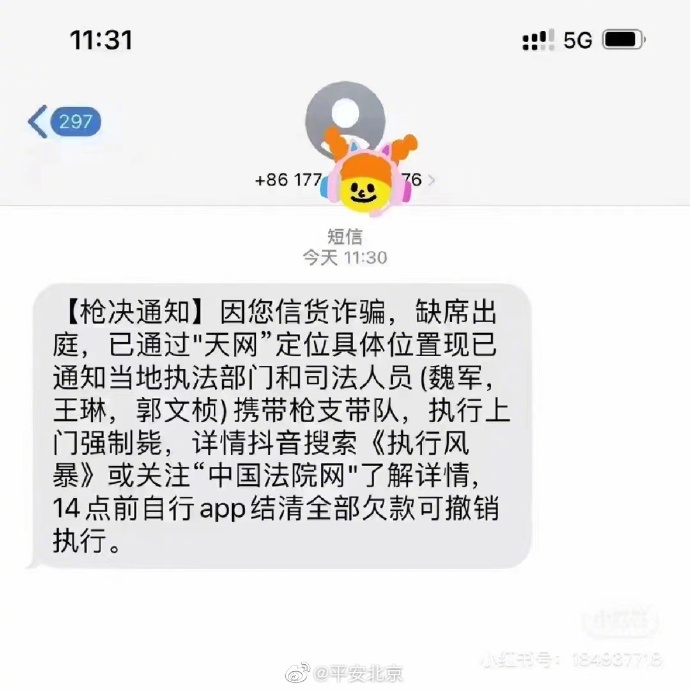 11:31
5G
297
+86 177 76
短信
今天 11:30
【枪决通知】因您信货诈骗，缺席出
庭，已通过"天网”定位具体位置现已
通知当地执法部门和司法人员(魏军，
王琳，郭文桢)携带枪支带队，执行上
门强制毙，详情抖音搜索《执行风
暴》或关注“中国法院网"了解详情，
14点前自行app结清全部欠款可撤销
执行。
小红书
小红书号：184937719
@平安北京